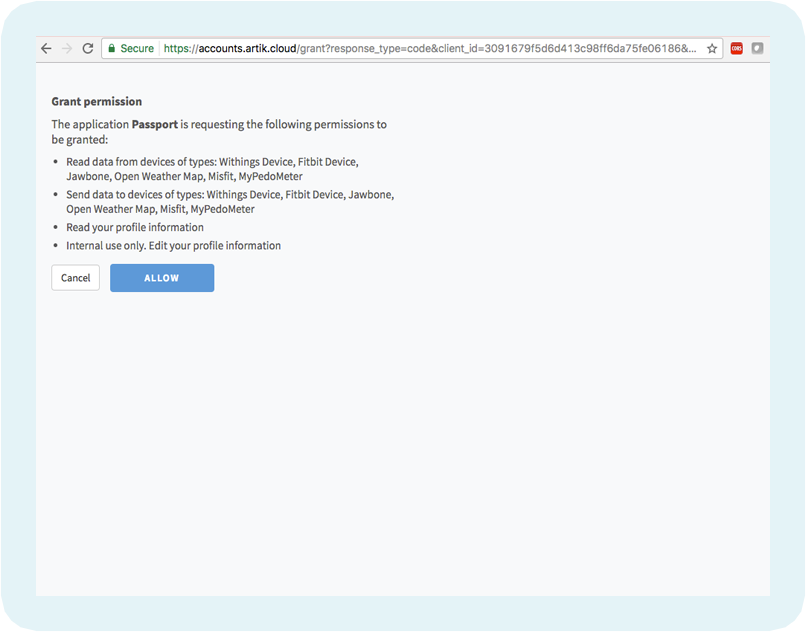 Secure https://accounts.artik.cloud/grant?response_type=code&client_id=3091679f5d6d413c98ff6da75fe06186&... CORS
Grant permission
The application Passport is requesting the following permissions to
be granted:
• Read data from devices of types: Withings Device, Fitbit Device,
Jawbone, Open Weather Map, Misfit, MyPedoMeter
• Send data to devices of types: Withings Device, Fitbit Device, Jawbone,
Open Weather Map, Misfit, MyPedoMeter
• Read your profile information
• Internal use only. Edit your profile information
Cancel ALLOW